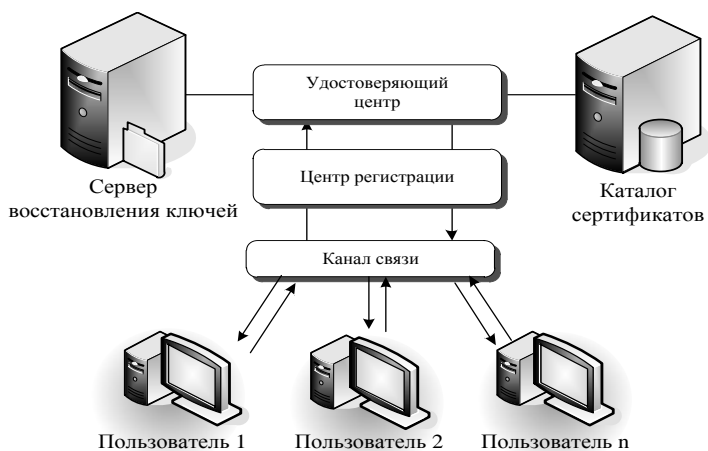 Удостоверяющий
центр
Центр регистрации
Сервер
восстановления ключей
Каталог
сертификатов
Канал связи
Пользователь 1
Пользователь 2
Пользователь n